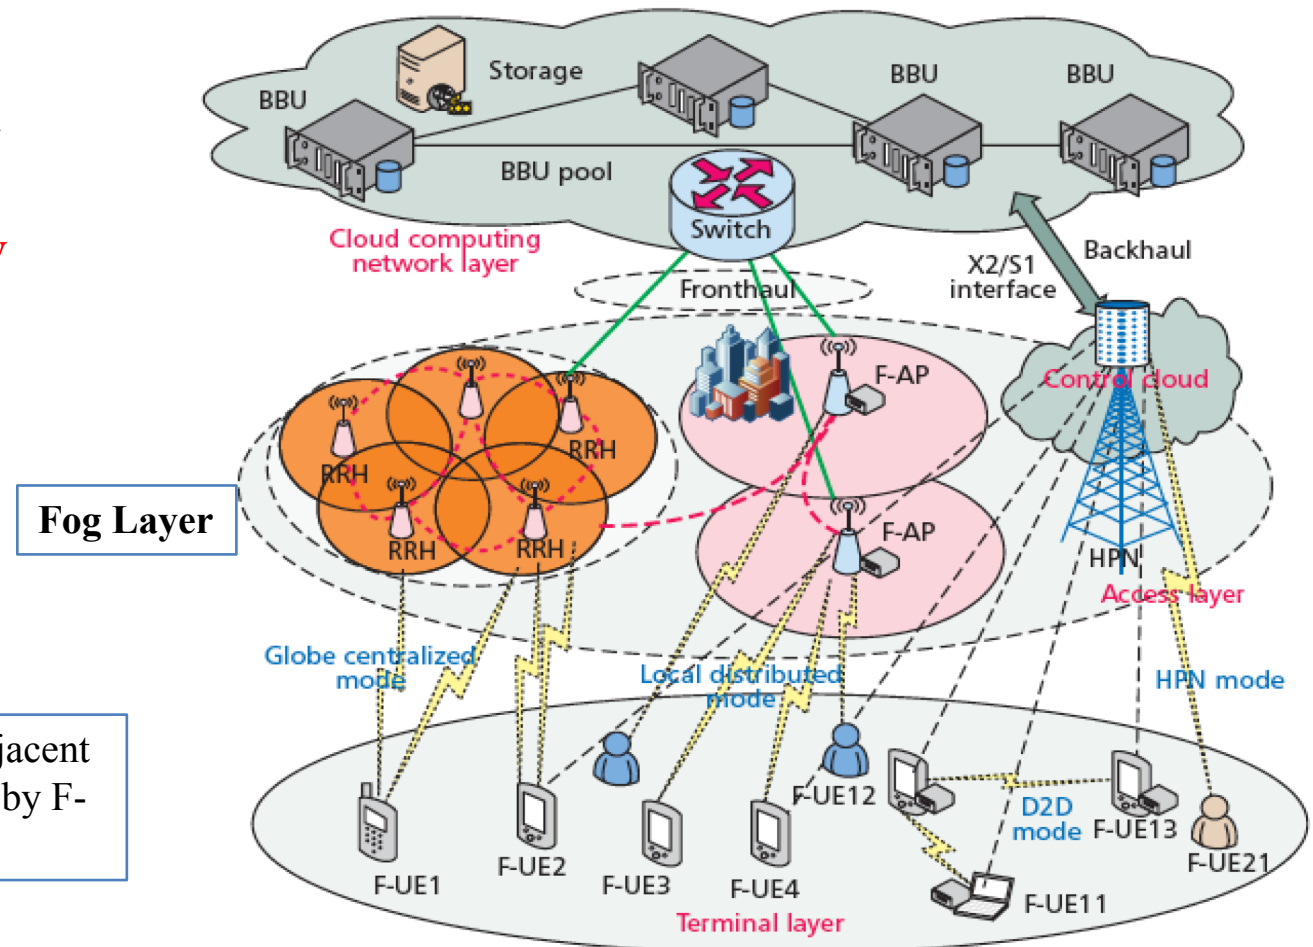 Storage
BBU
BBU
BBU
BBU pool
Switch
Cloud computing
network layer
Backhaul
X2/S1
interface
Fronthaul
F-AP
Control cloud
RRH
RRH
Fog Layer
RRH
RRH
F-AP
HPN
Access layer
Globe centralized
mode
Local distributed
mode
HPN mode
jacent
by F-
F-UE12
D2D
mode
F-UE13
F-UE1
F-UE2
F-UE3
F-UE4
F-UE11
F-UE21
Terminal layer